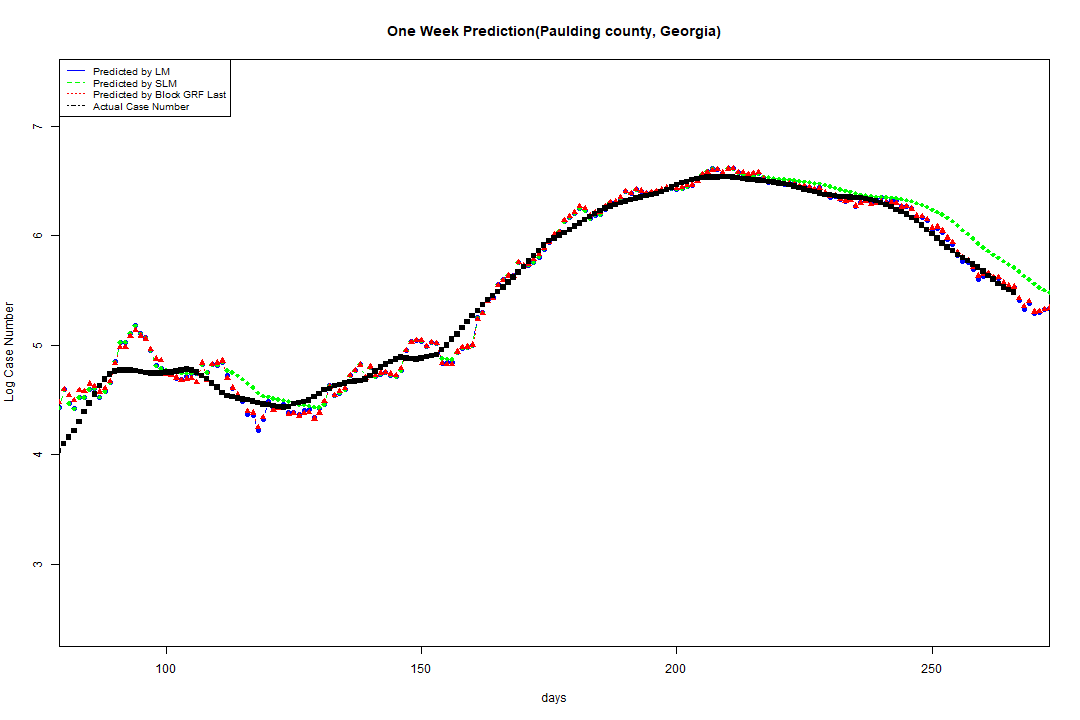 One Week Prediction(Paulding county, Georgia)
Predicted by LM
Predicted by SLM
Predicted by Block GRF Last
Actual Case Number
7
6
5
4
3
Log Case Number
100 150 200 250
days